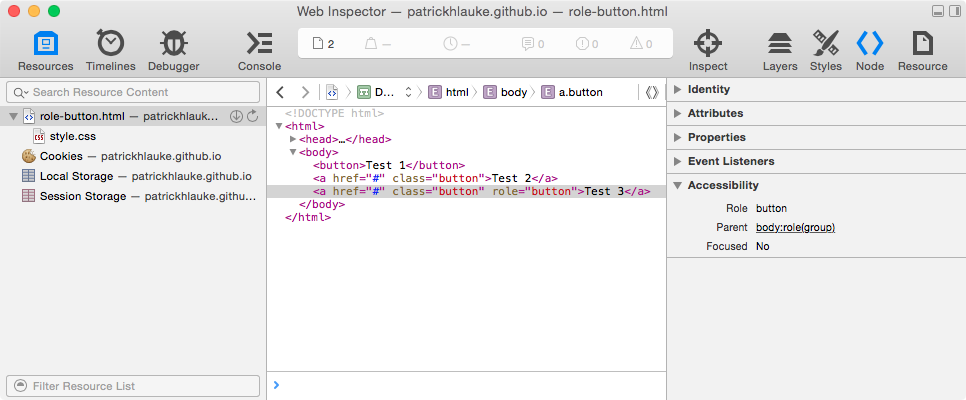 Web Inspector — patrickhlauke.github.io — role-button.html
Resources Timelines Debugger Console 2 — — 0 0 0 Inspect Layers Styles Node Resource
Search Resource Content
role-button.html — patrickhlauk…
style.css
Cookies — patrickhlauke.github.io
Local Storage — patrickhlauke.github.io
Session Storage — patrickhlauke.githu…
Filter Resource List
D… E html E body E a.button
<!DOCTYPE html>
<html>
<head>…</head>
<body>
<button>Test 1</button>
<a href="#" class="button">Test 2</a>
<a href="#" class="button" role="button">Test 3</a>
</body>
</html>
Identity
Attributes
Properties
Event Listeners
Accessibility
Role button
Parent body:role(group)
Focused No